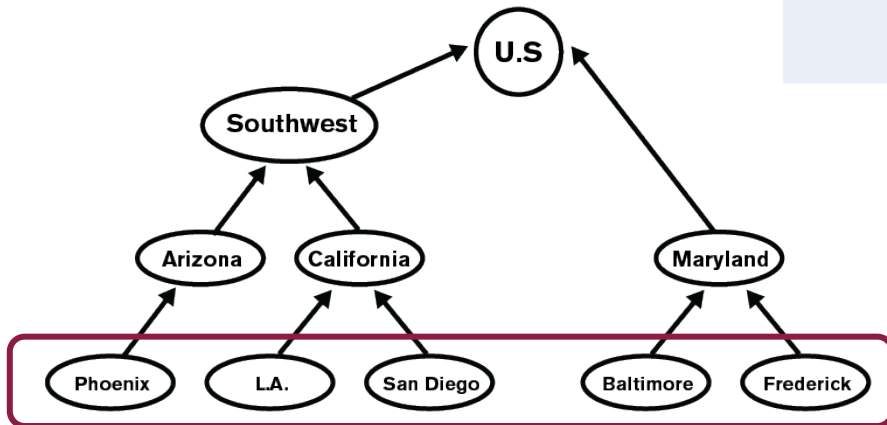 U.S
Southwest
Arizona
California
Maryland
Phoenix
L.A.
San Diego
Baltimore
Frederick